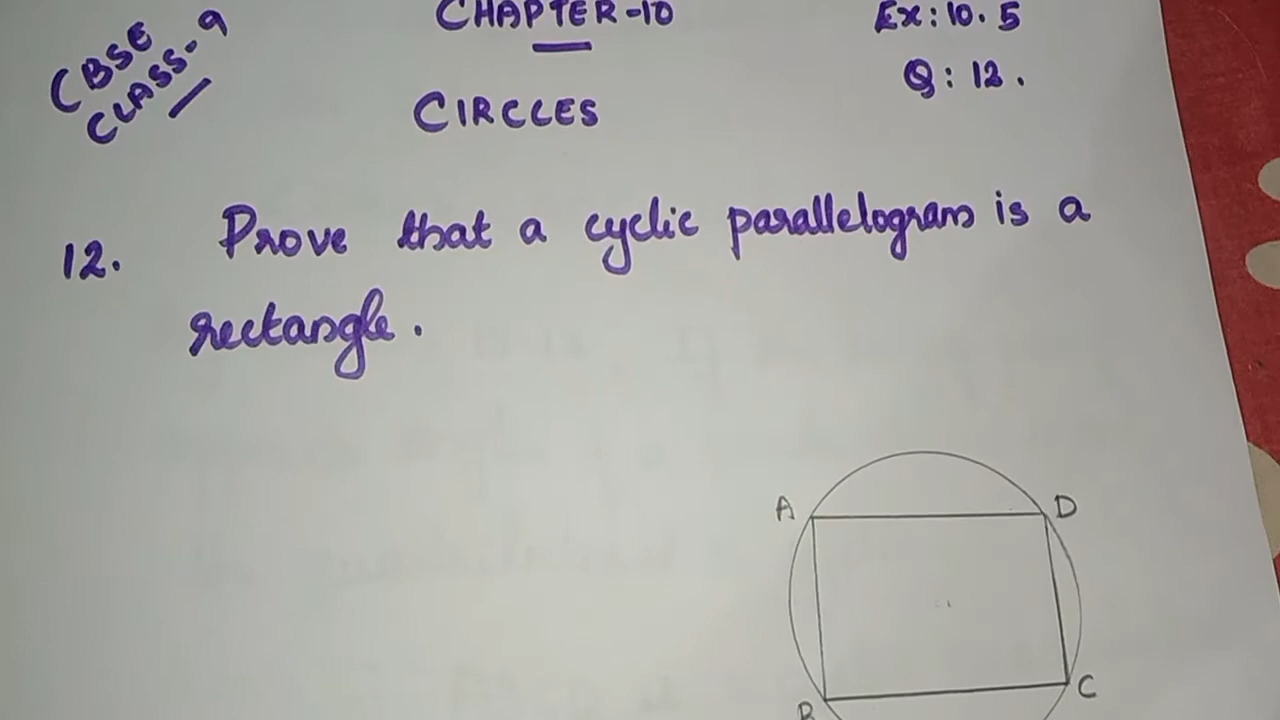 CBSE
CLASS-9
CHAPTER-10
CIRCLES
Ex: 10.5
Q: 12.
12. Prove that a cyclic parallelogram is a
rectangle.
A
D
B
C